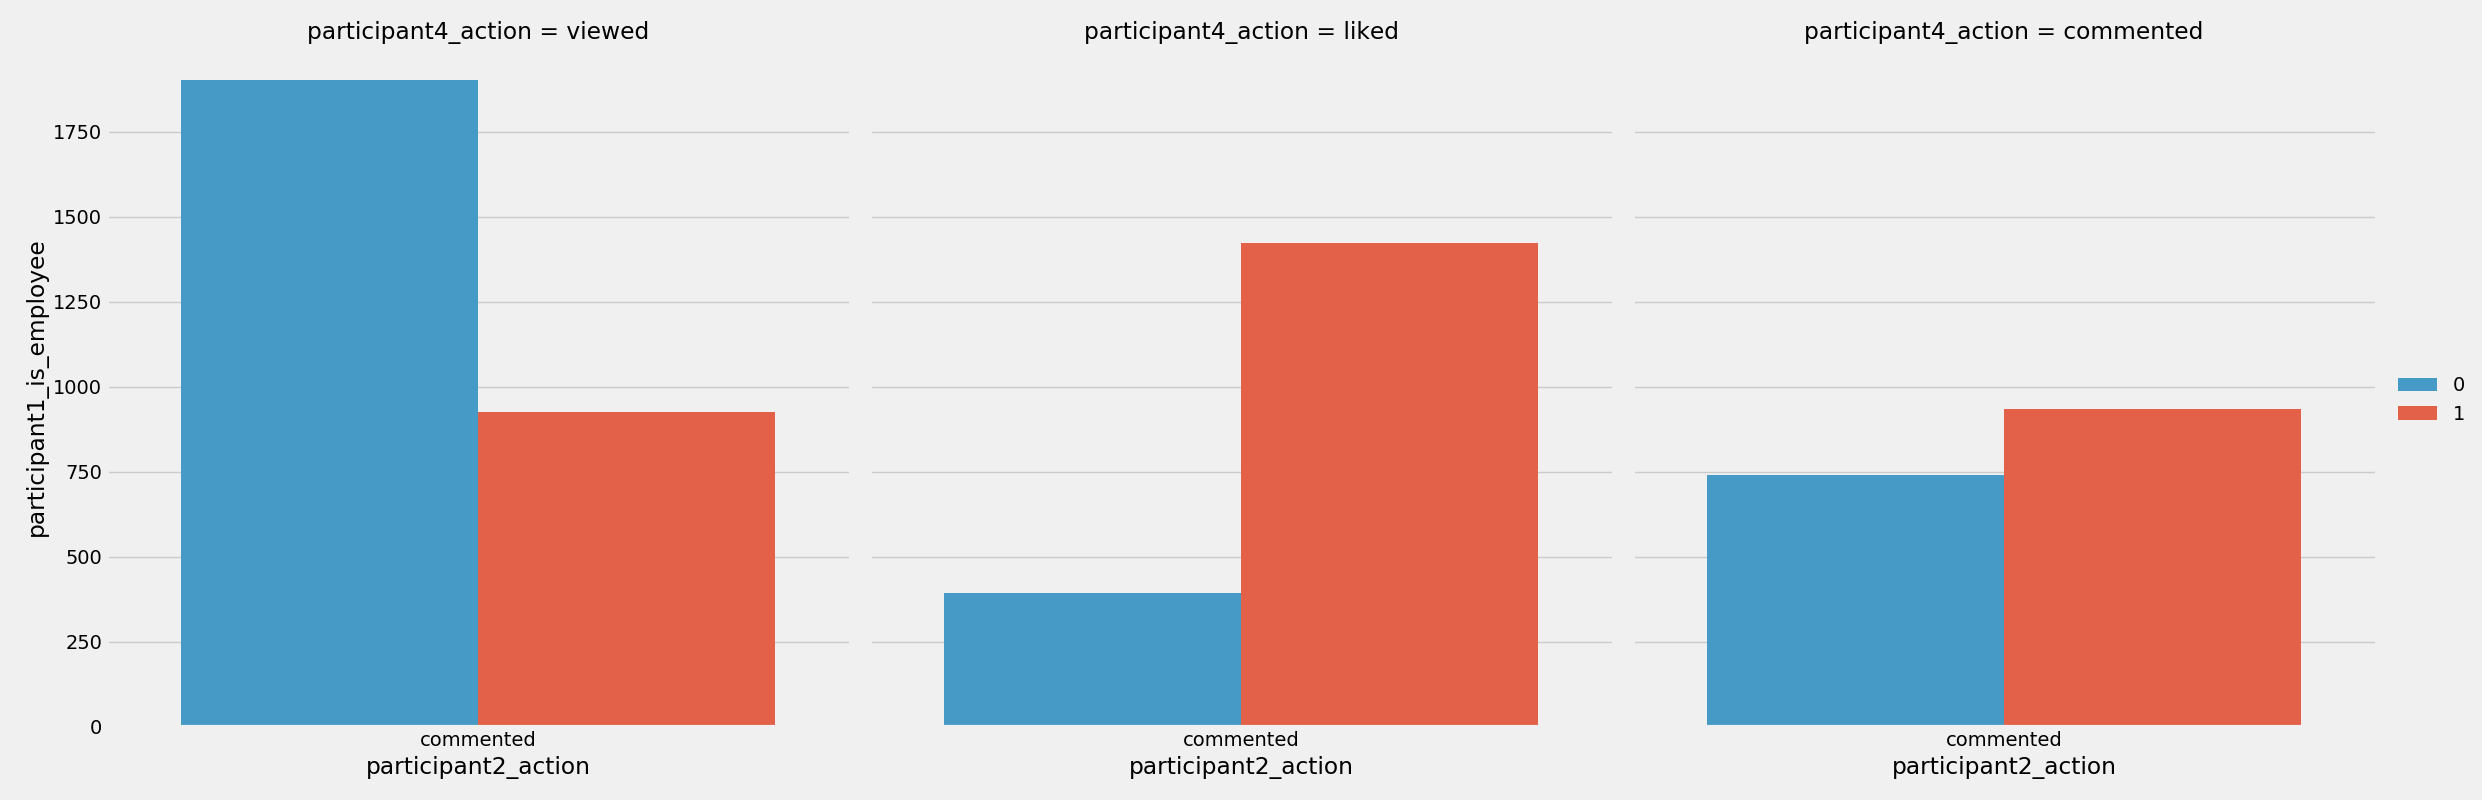 participant4_action = viewed
participant4_action = liked
participant4_action = commented
participant1_is_employee
1750
1500
1250
1000
750
500
250
0
commented
commented
commented
participant2_action
participant2_action
participant2_action
0
1